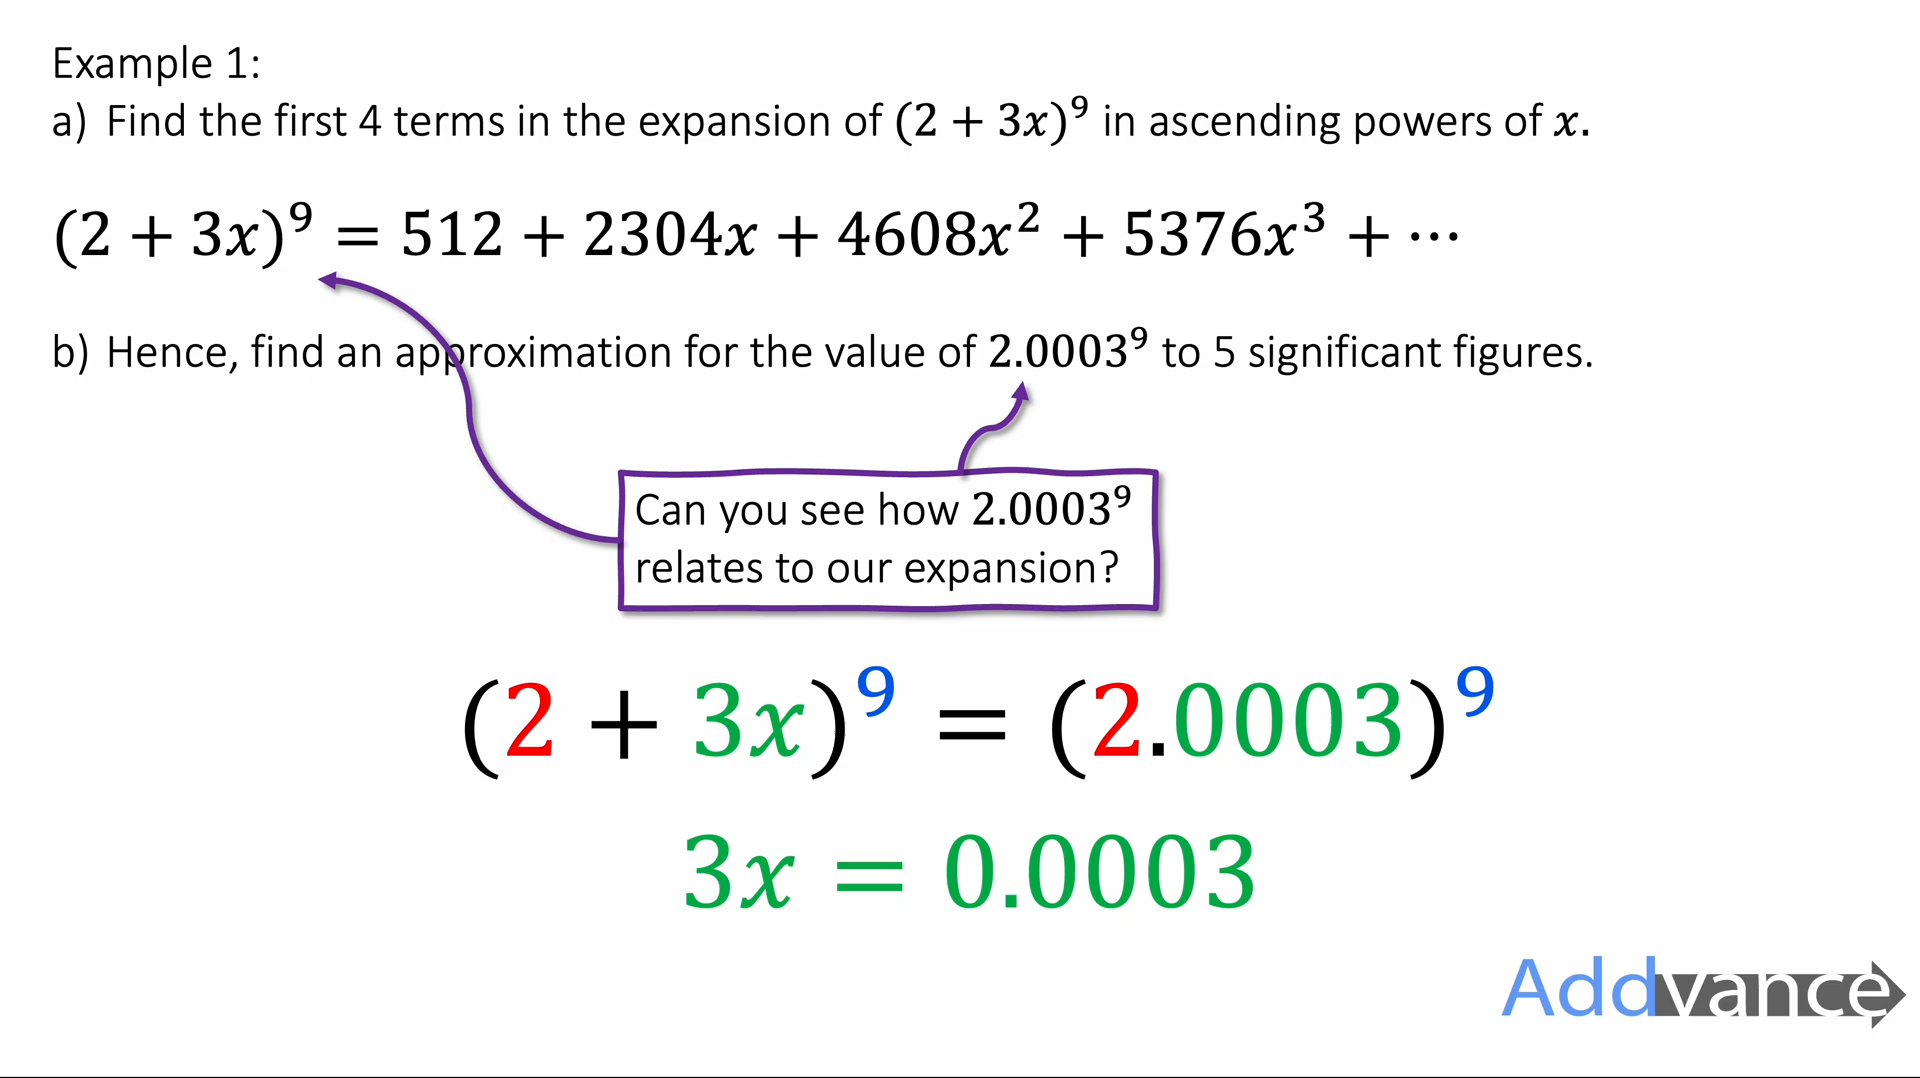 Example 1:
a) Find the first 4 terms in the expansion of (2 + 3x)⁹ in ascending powers of x.
(2 + 3x)⁹ = 512 + 2304x + 4608x² + 5376x³ + ⋯
b) Hence, find an approximation for the value of 2.0003⁹ to 5 significant figures.
Can you see how 2.0003⁹
relates to our expansion?
(2 + 3x)⁹ = (2.0003)⁹
3x = 0.0003
Addvance